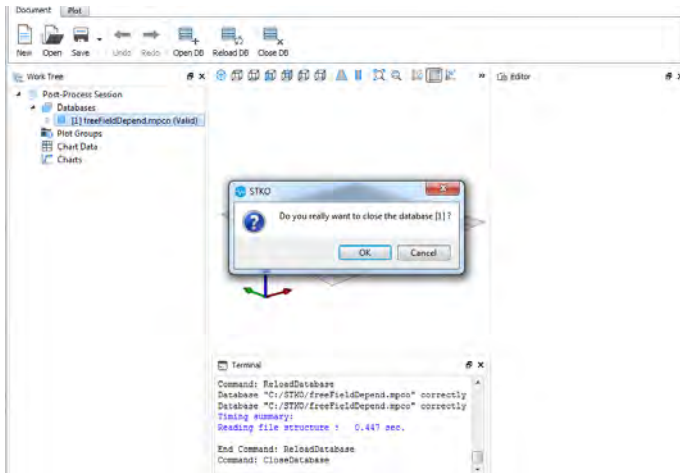 Document Plot
New Open Save Undo Redo Open DB Reload DB Close DB
Work Tree
Editor
Post-Process Session
Databases
[1] freeFieldDepend.mpco (Valid)
Plot Groups
Chart Data
Charts
STKO
Do you really want to close the database [1] ?
OK Cancel
Terminal
Command: ReloadDatabase
Database "C:/STKO/freeFieldDepend.mpco" correctly
Database "C:/STKO/freeFieldDepend.mpco" correctly
Timing summary:
Reading file structure : 0.447 sec.
End Command: ReloadDatabase
Command: CloseDatabase